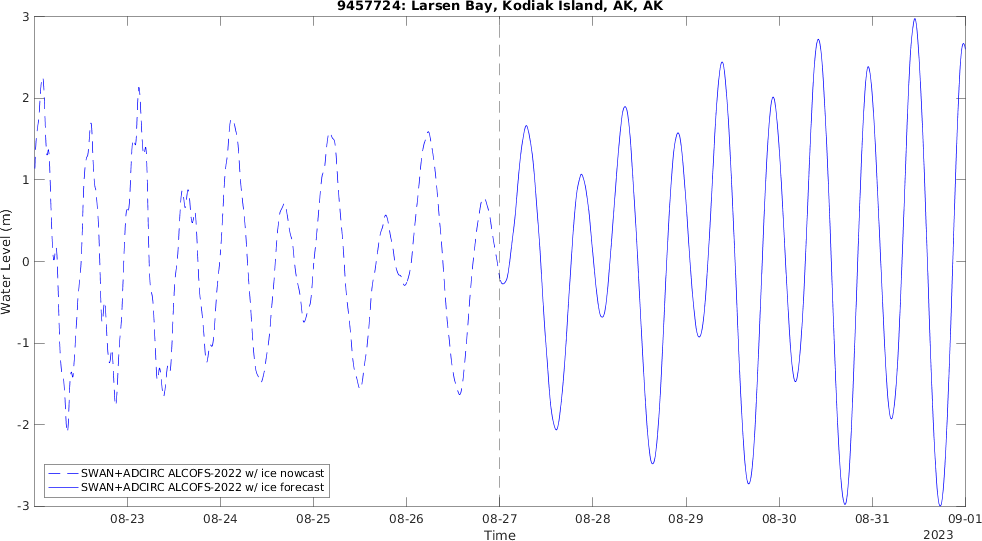 9457724: Larsen Bay, Kodiak Island, AK, AK
3
2
1
0
-1
-2
-3
Water Level (m)
SWAN+ADCIRC ALCOFS-2022 w/ ice nowcast
SWAN+ADCIRC ALCOFS-2022 w/ ice forecast
08-23 08-24 08-25 08-26 08-27 08-28 08-29 08-30 08-31 09-01
Time
2023